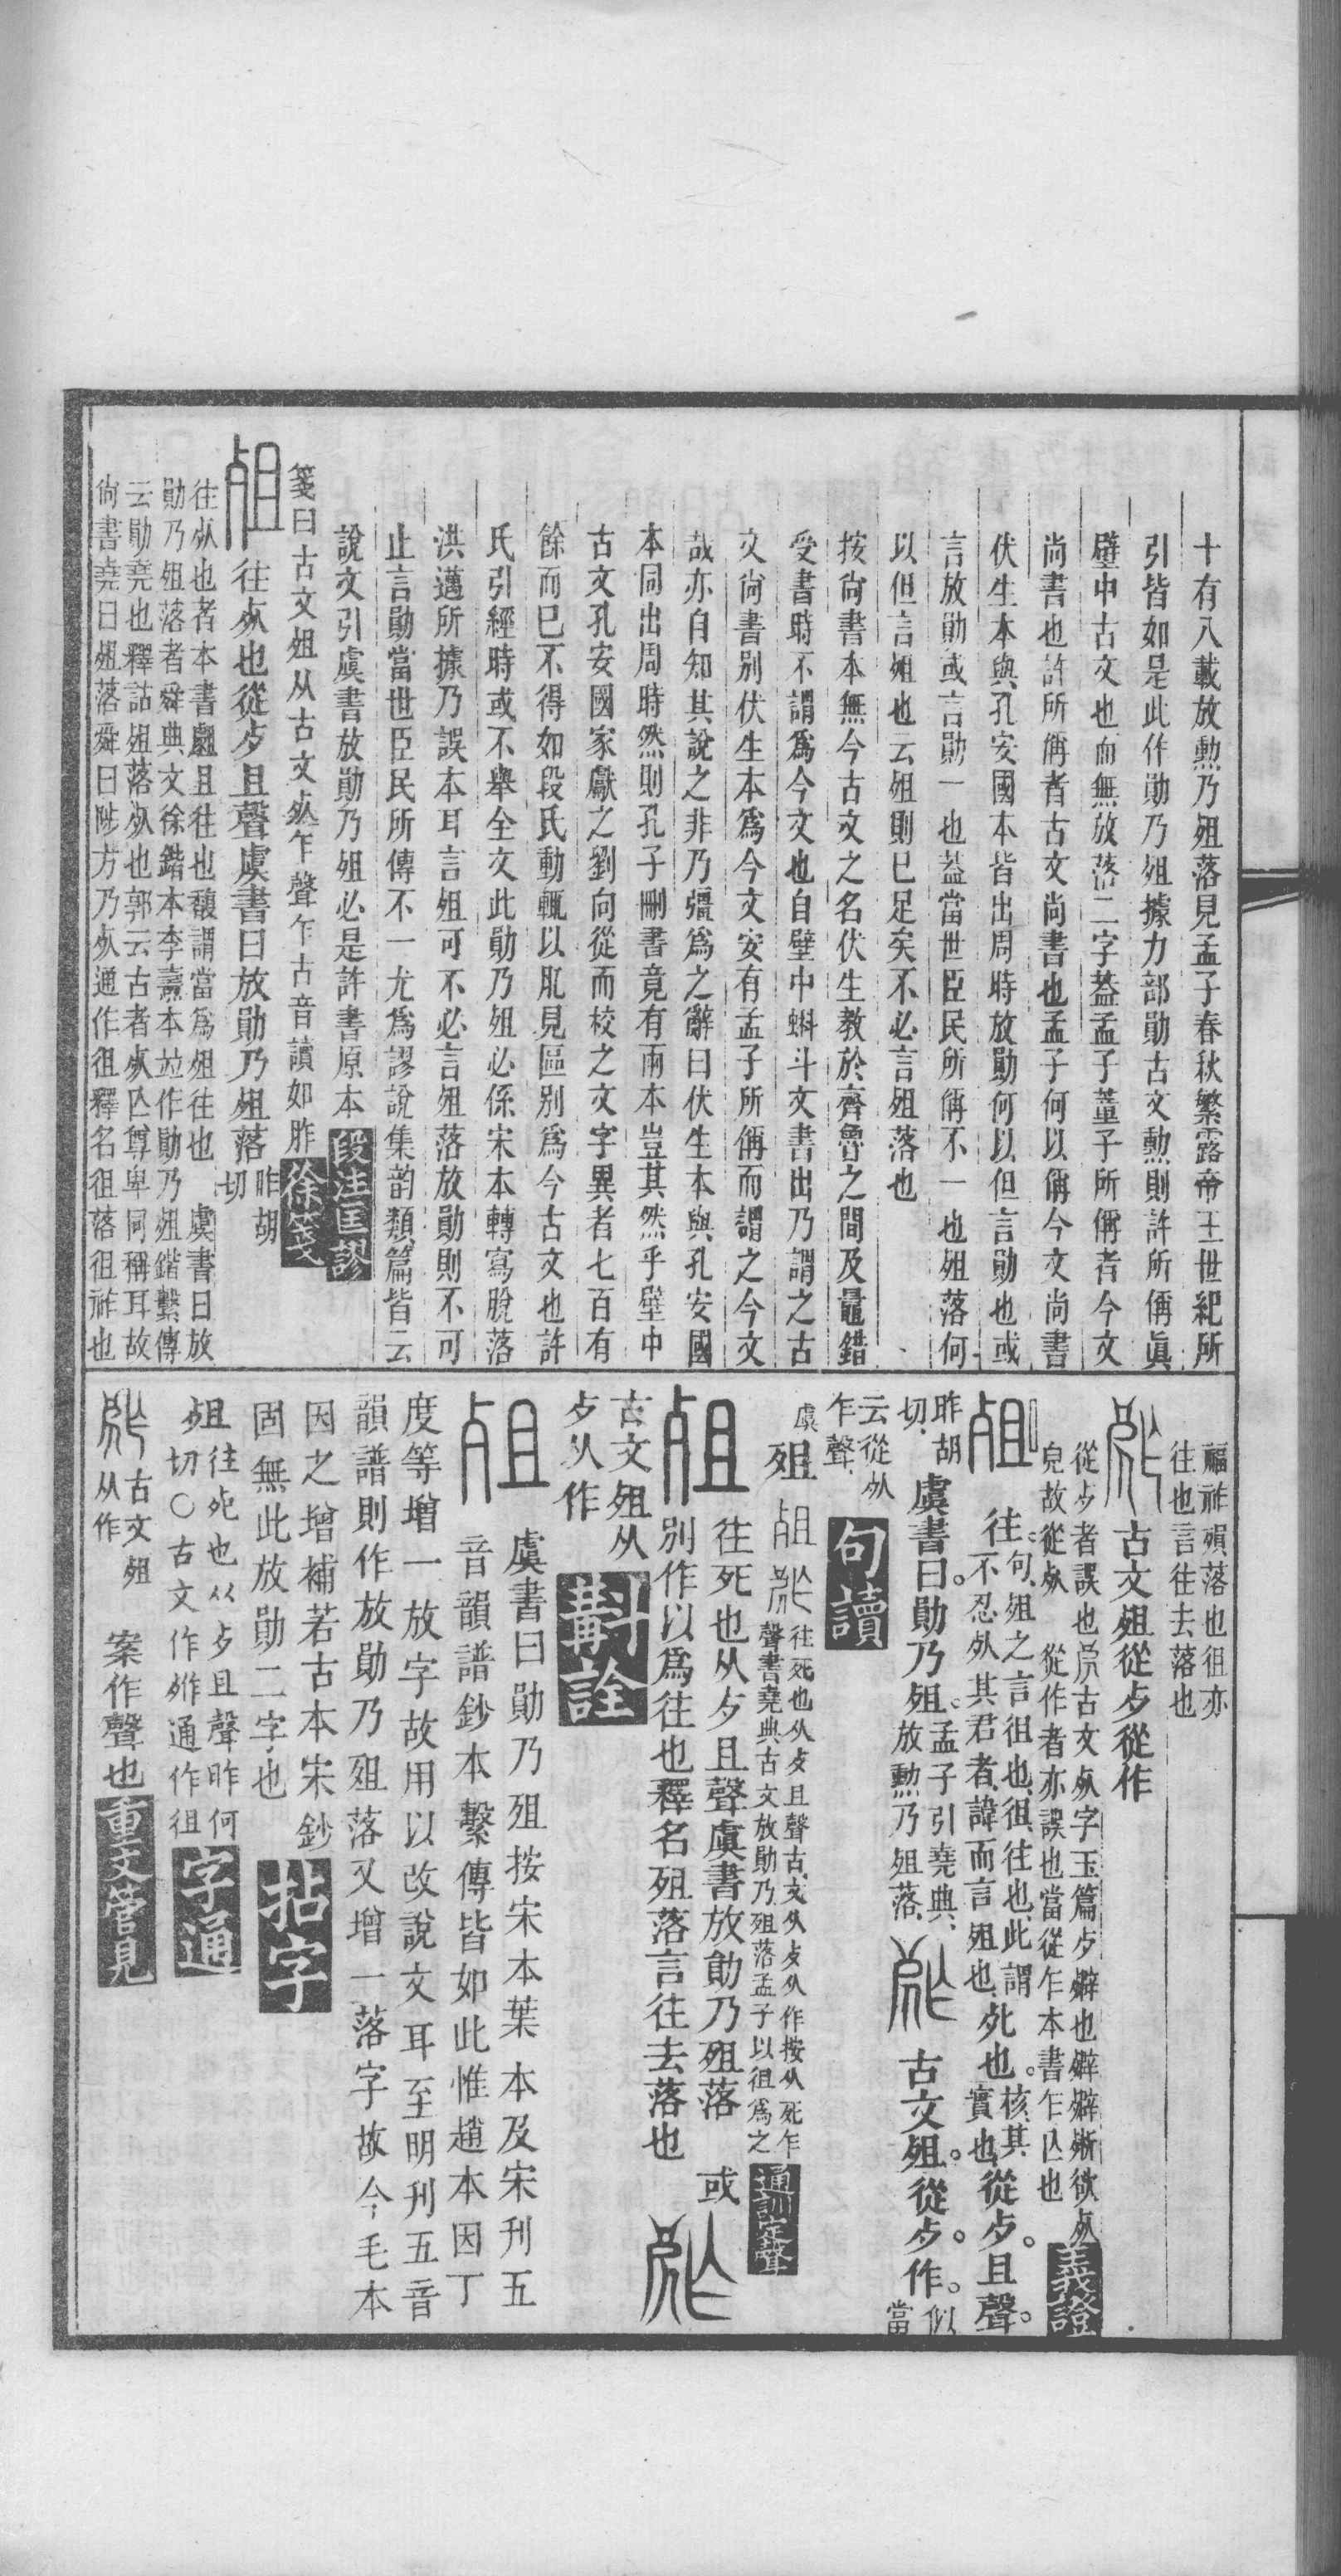 十有八載放勲乃殂落見孟子春秋繁露帝王世紀所
引皆如是此作勛乃殂據力部勛古文勲則許所偁眞
壁中古文也而無放落二字葢孟子董子所偁者今文
尚書也許所偁者古文尚書也孟子何以偁今文尚書
伏生本與孔安國本皆出周時放勛何以但言勛也或
言放勛或言勛一也葢當世臣民所偁不一也殂落何
以但言殂也云殂則已足矣不必言殂落也
按尚書本無今古文之名伏生教於齊魯之間及鼂錯
受書時不謂爲今文也自壁中蝌斗文書出乃謂之古
文尚書别伏生本爲今文安有孟子所偁而謂之今文
哉亦自知其說之非乃彊爲之辭曰伏生本與孔安國
本同出周時然則孔子刪書竟有兩本豈其然乎壁中
古文孔安國家獻之劉向從而校之文字異者七百有
餘而已不得如段氏動輒以肊見區别爲今古文也許
氏引經時或不舉全文此勛乃殂必係宋本轉寫脫落
洪邁所據乃誤本耳言殂可不必言殂落放勛則不可
止言勛當世臣民所傳不一尤爲謬說集韵類篇皆云
說文引虞書放勛乃殂必是許書原本段注匡謬
箋曰古文殂从古文𣦸乍聲乍古音讀如胙徐箋
殂往𣦸也從歺且聲虞書曰放勛乃殂落昨胡
切
往𣦸也者本書䖒且往也馥謂當爲殂往也　虞書曰放
勛乃殂落者舜典文徐鍇本李燾本竝作勛乃殂鍇繫傳
云勛堯也釋詁殂落𣦸也郭云古者𣦸亾尊卑同稱耳故
尚書堯曰殂落舜曰陟方乃𣦸通作徂釋名徂落徂祚也
福祚殞落也徂亦
往也言往去落也
古文殂從歺從作
從歺者誤也𡰥古文𣦸字玉篇歺
皃故從𣦸　從作者亦誤也當從乍本書乍亾也義證
殂往句殂之言徂也徂往也此謂死也核其從歺且聲
不忍𣦸其君者諱而言殂也實也
昨胡
切虞書曰勛乃殂孟子引堯典
放勲乃殂落
古文殂從歺作似
當
云從𣦸
乍聲句讀
虞殂往死也从歺且聲古文从歺从作按从死乍
聲書堯典古文放勛乃殂落孟子以徂爲之通訓定聲
殂往死也从歺且聲虞書放勛乃殂落　或
别作以爲往也釋名殂落言往去落也
古文殂从
歺从作斠詮
殂虞書曰勛乃殂按宋本葉本及宋刊五
音韻譜鈔本繫傳皆如此惟趙本因丁
度等增一放字故用以改說文耳至明刊五音
韻譜則作放勛乃殂落又增一落字故今毛本
因之增補若古本宋鈔
固無此放勛二字也拈字
殂往死也从歺且聲昨何
切○古文作𣨘通作徂字通
古文殂
从作　案作聲也重文管見